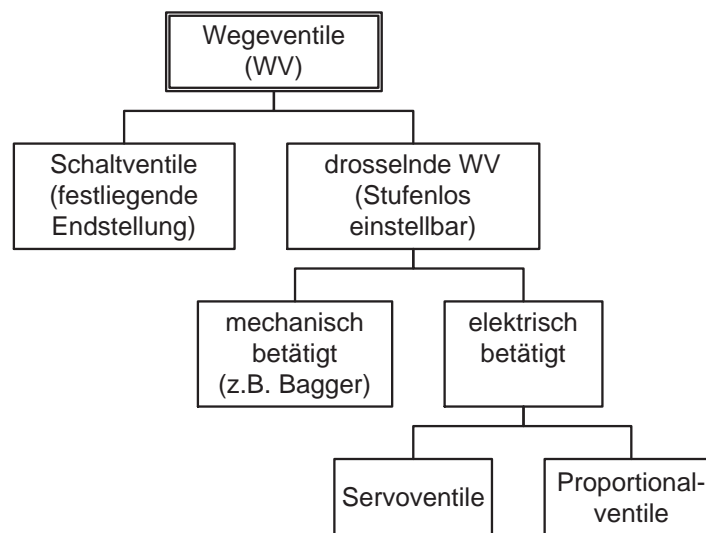 Wegeventile
(WV)
Schaltventile
(festliegende
Endstellung)
drosselnde WV
(Stufenlos
einstellbar)
mechanisch
betätigt
(z.B. Bagger)
elektrisch
betätigt
Servoventile
Proportional-
ventile